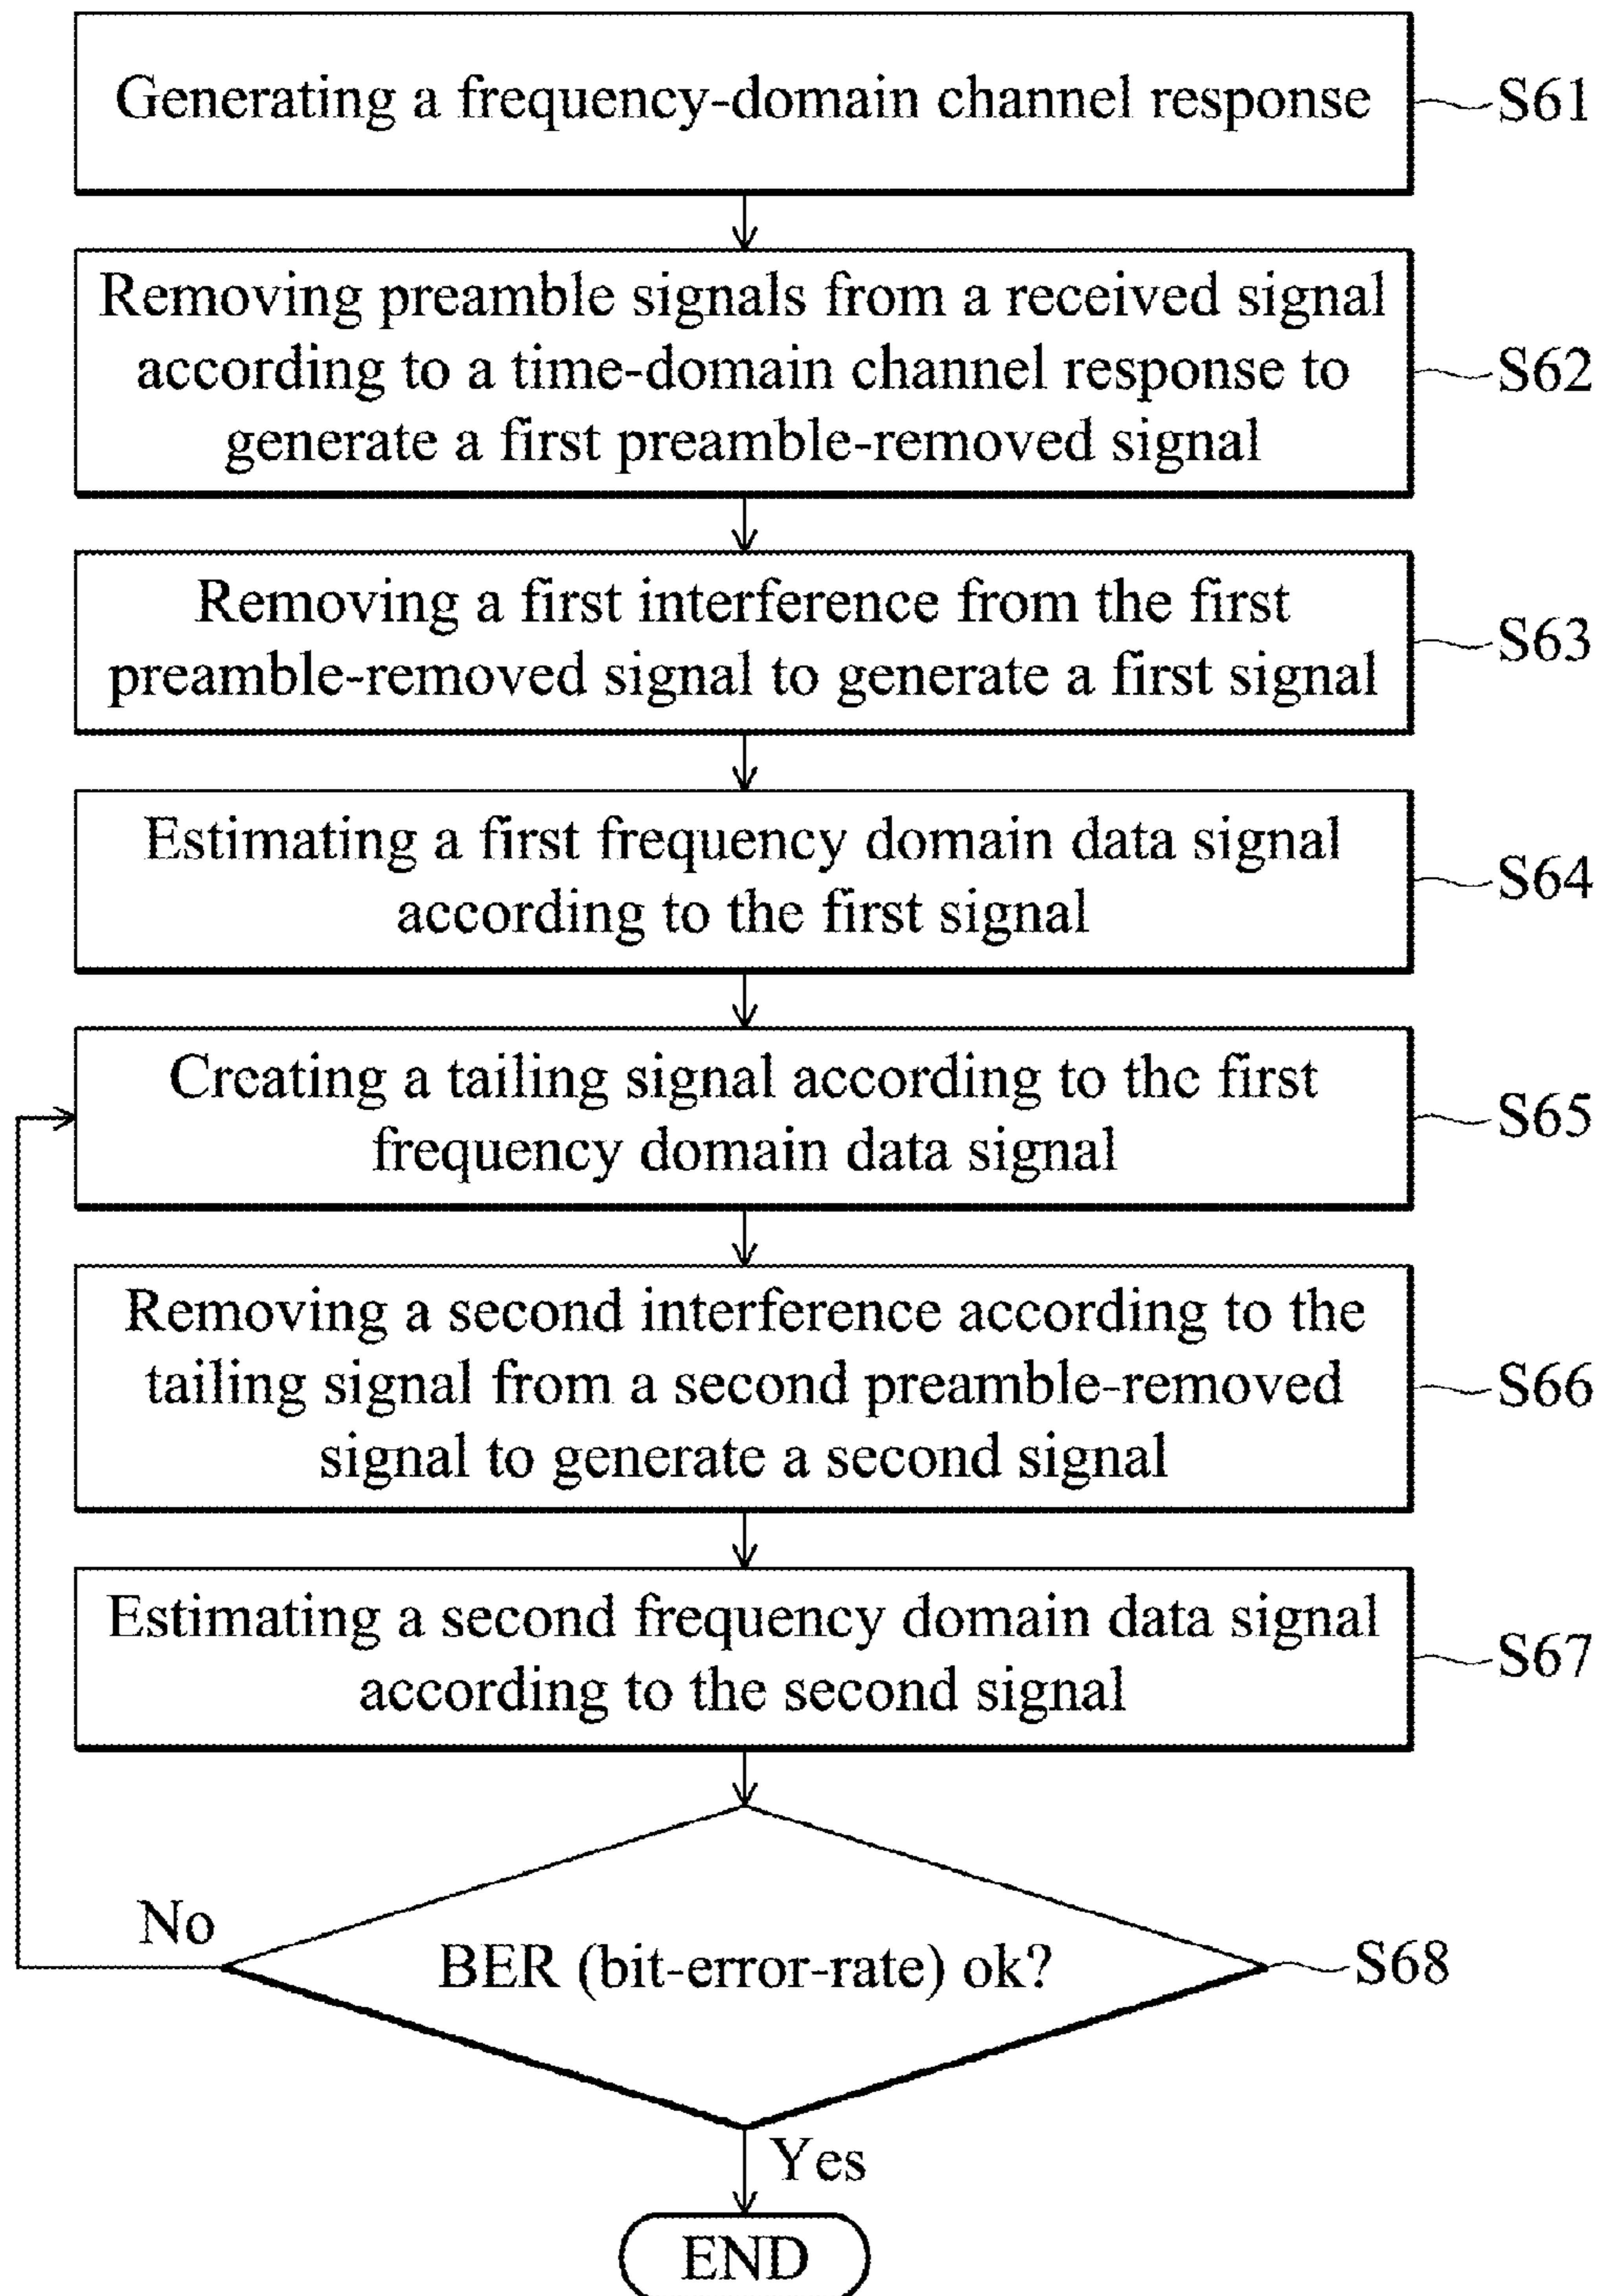 Generating a frequency-domain channel response
S61
Removing preamble signals from a received signal
according to a time-domain channel response to
generate a first preamble-removed signal
S62
Removing a first interference from the first
preamble-removed signal to generate a first signal
S63
Estimating a first frequency domain data signal
according to the first signal
S64
Creating a tailing signal according to the first
frequency domain data signal
S65
Removing a second interference according to the
tailing signal from a second preamble-removed
signal to generate a second signal
S66
Estimating a second frequency domain data signal
according to the second signal
S67
No
BER (bit-error-rate) ok?
S68
Yes
END